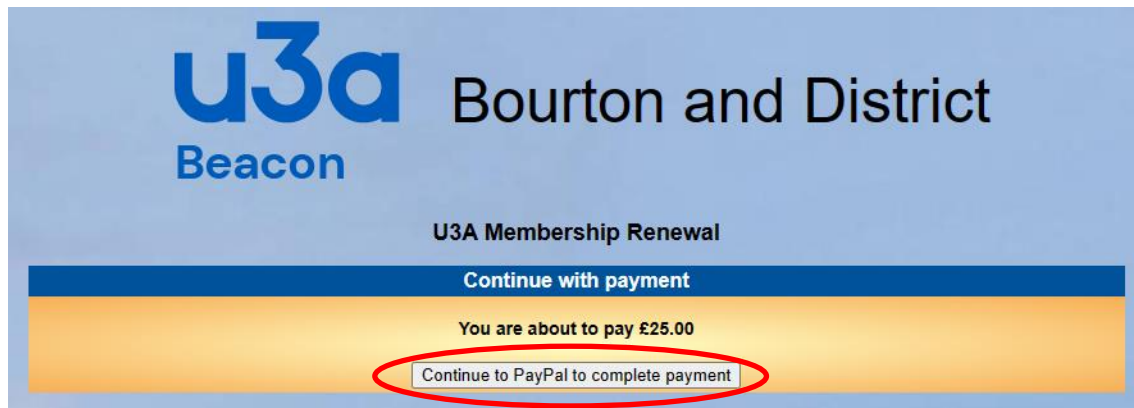 u3a Bourton and District
Beacon
U3A Membership Renewal
Continue with payment
You are about to pay £25.00
Continue to PayPal to complete payment